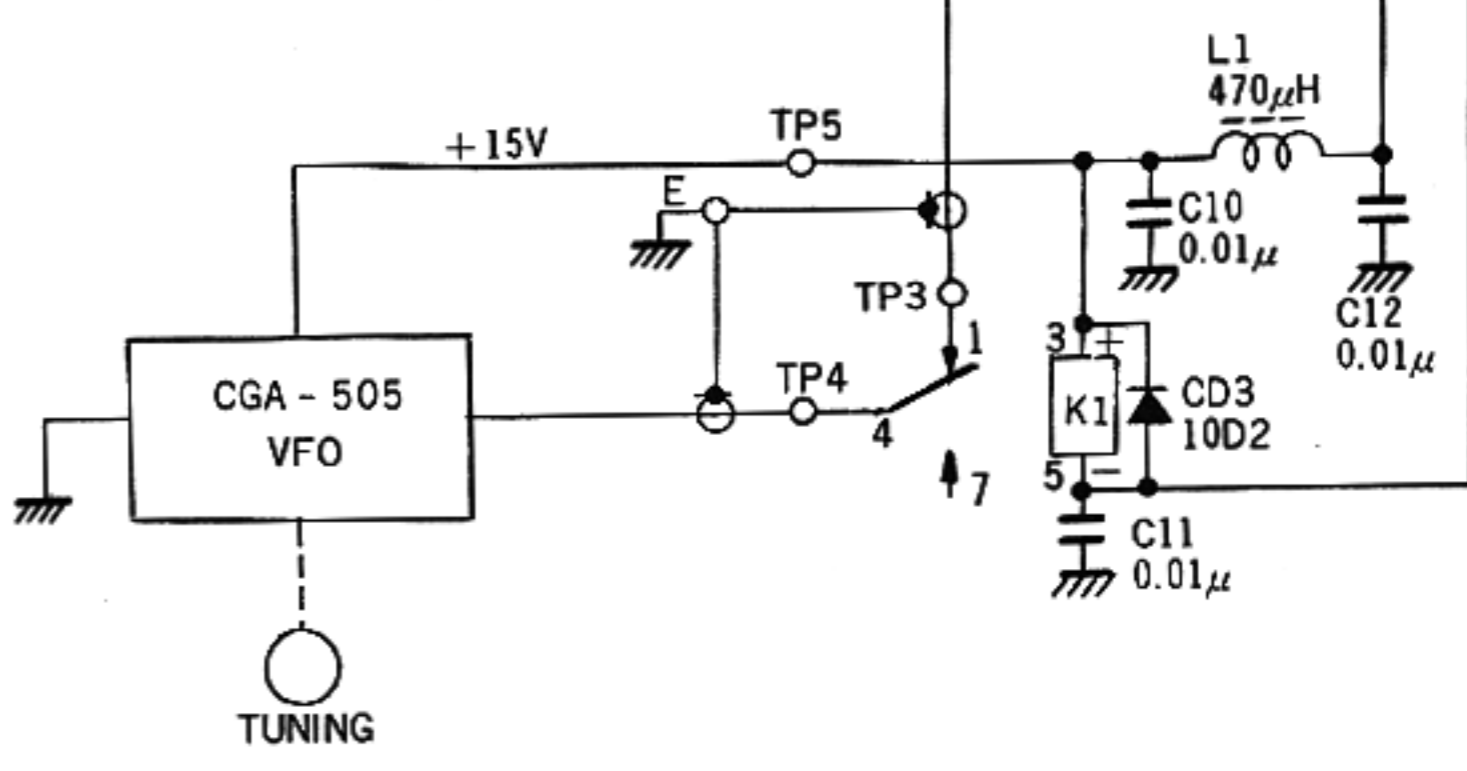 L1
470μH
TP5
+15V
E
C10
0.01μ
TP3
C12
0.01μ
1
3
+
CGA-505
VFO
TP4
4
K1
CD3
10D2
5
−
7
C11
0.01μ
TUNING